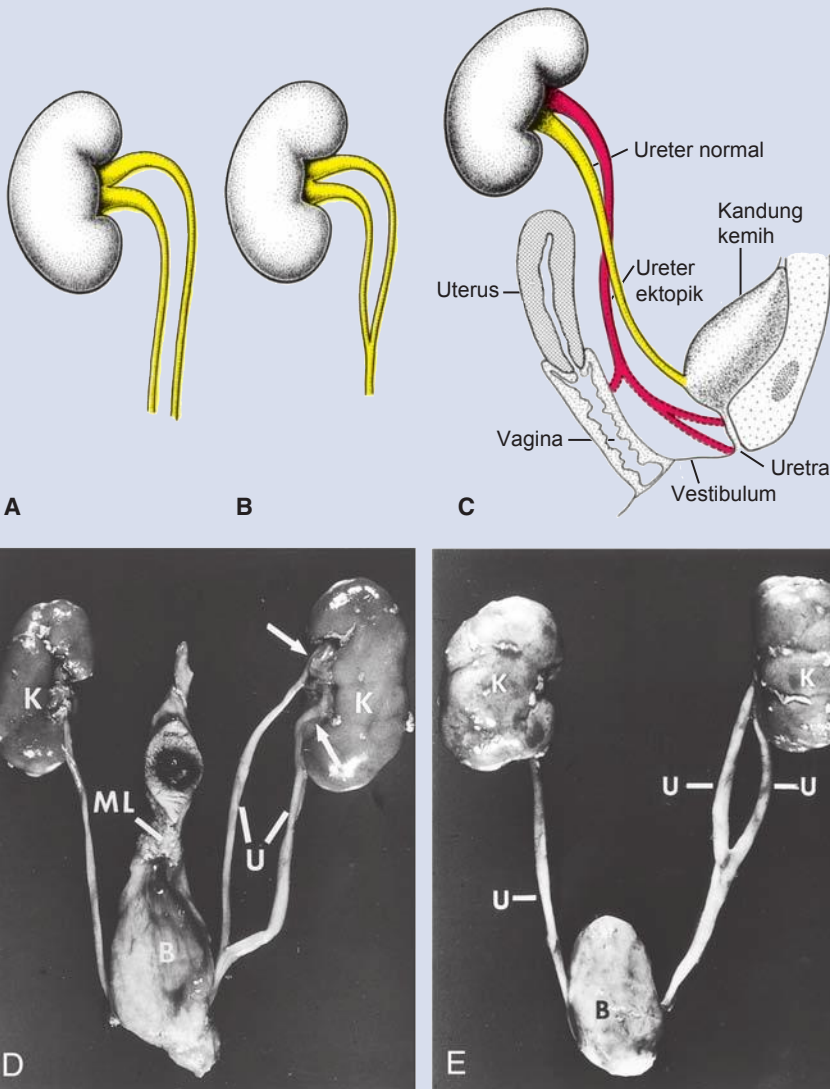 Ureter normal
Kandung
kemih
Ureter
ektopik
Uterus
Vagina
Uretra
Vestibulum
A
B
C
K
K
ML
U
B
D
K
K
U
U
U
B
E